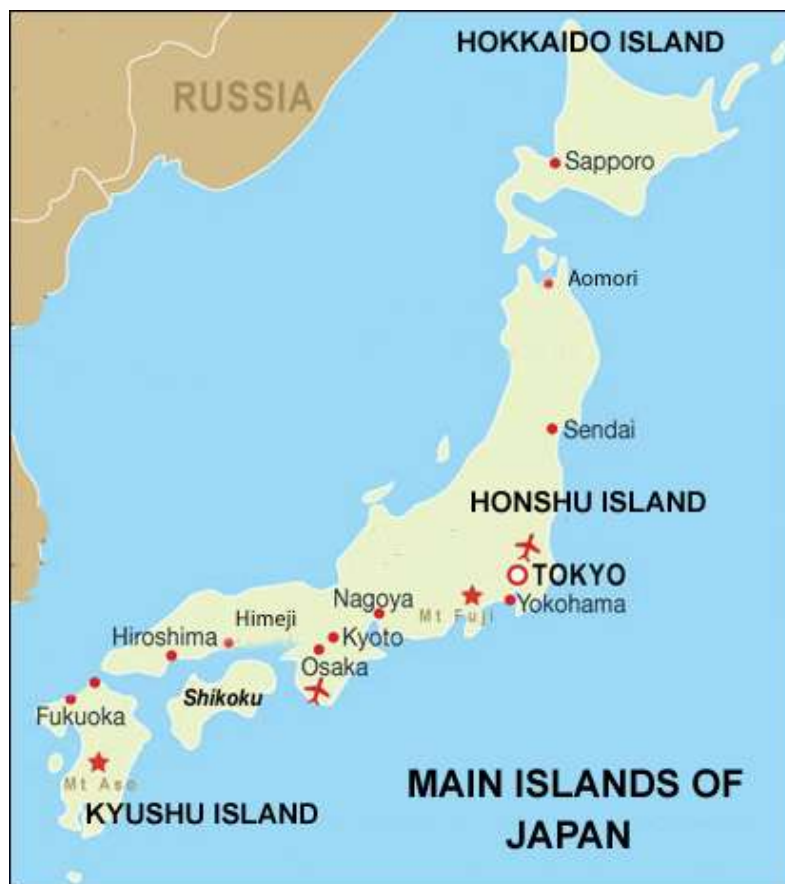 HOKKAIDO ISLAND
RUSSIA
Sapporo
Aomori
Sendai
HONSHU ISLAND
TOKYO
Nagoya
Mt Fuji
Yokohama
Himeji
Hiroshima
Kyoto
Osaka
Shikoku
Fukuoka
Mt Aso
KYUSHU ISLAND
MAIN ISLANDS OF
JAPAN